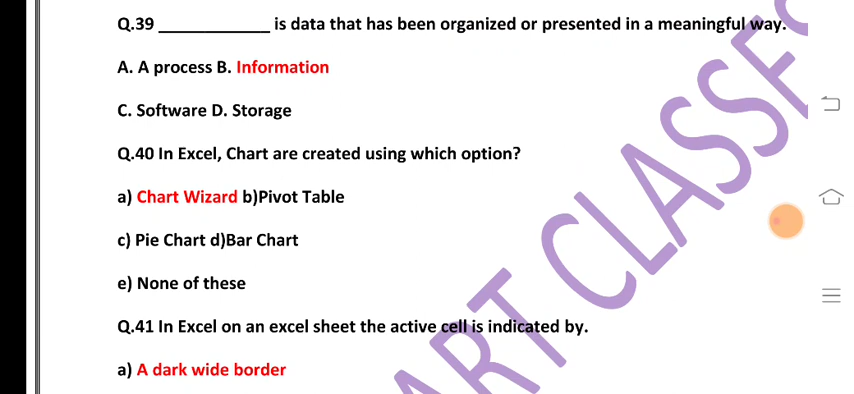 Q.39 ____________ is data that has been organized or presented in a meaningful way.
A. A process B. Information
C. Software D. Storage
Q.40 In Excel, Chart are created using which option?
a) Chart Wizard b)Pivot Table
c) Pie Chart d)Bar Chart
e) None of these
Q.41 In Excel on an excel sheet the active cell is indicated by.
a) A dark wide border
ART CLASSES